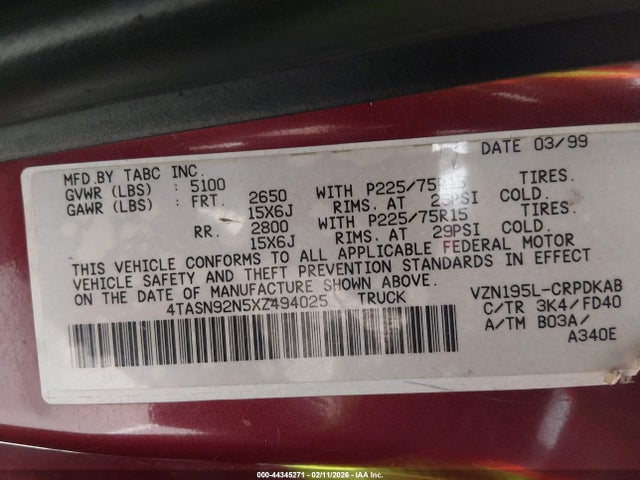 DATE 03/99
MFD.BY TABC INC.
GVWR (LBS) : 5100 WITH P225/75 TIRES.
GAWR (LBS) : FRT. 2650 RIMS. AT PSI COLD.
15X6J WITH P225/75R15 TIRES.
RR. 2800 RIMS. AT 29PSI COLD.
15X6J
THIS VEHICLE CONFORMS TO ALL APPLICABLE FEDERAL MOTOR
VEHICLE SAFETY AND THEFT PREVENTION STANDARDS IN EFFECT
ON THE DATE OF MANUFACTURE SHOWN ABOVE.
4TASN92N5XZ494025 TRUCK VZN195L-CRPDKAB
C/TR 3K4/FD40
A/TM B03A/
A340E
000-44345271 - 02/11/2026 - IAA Inc.